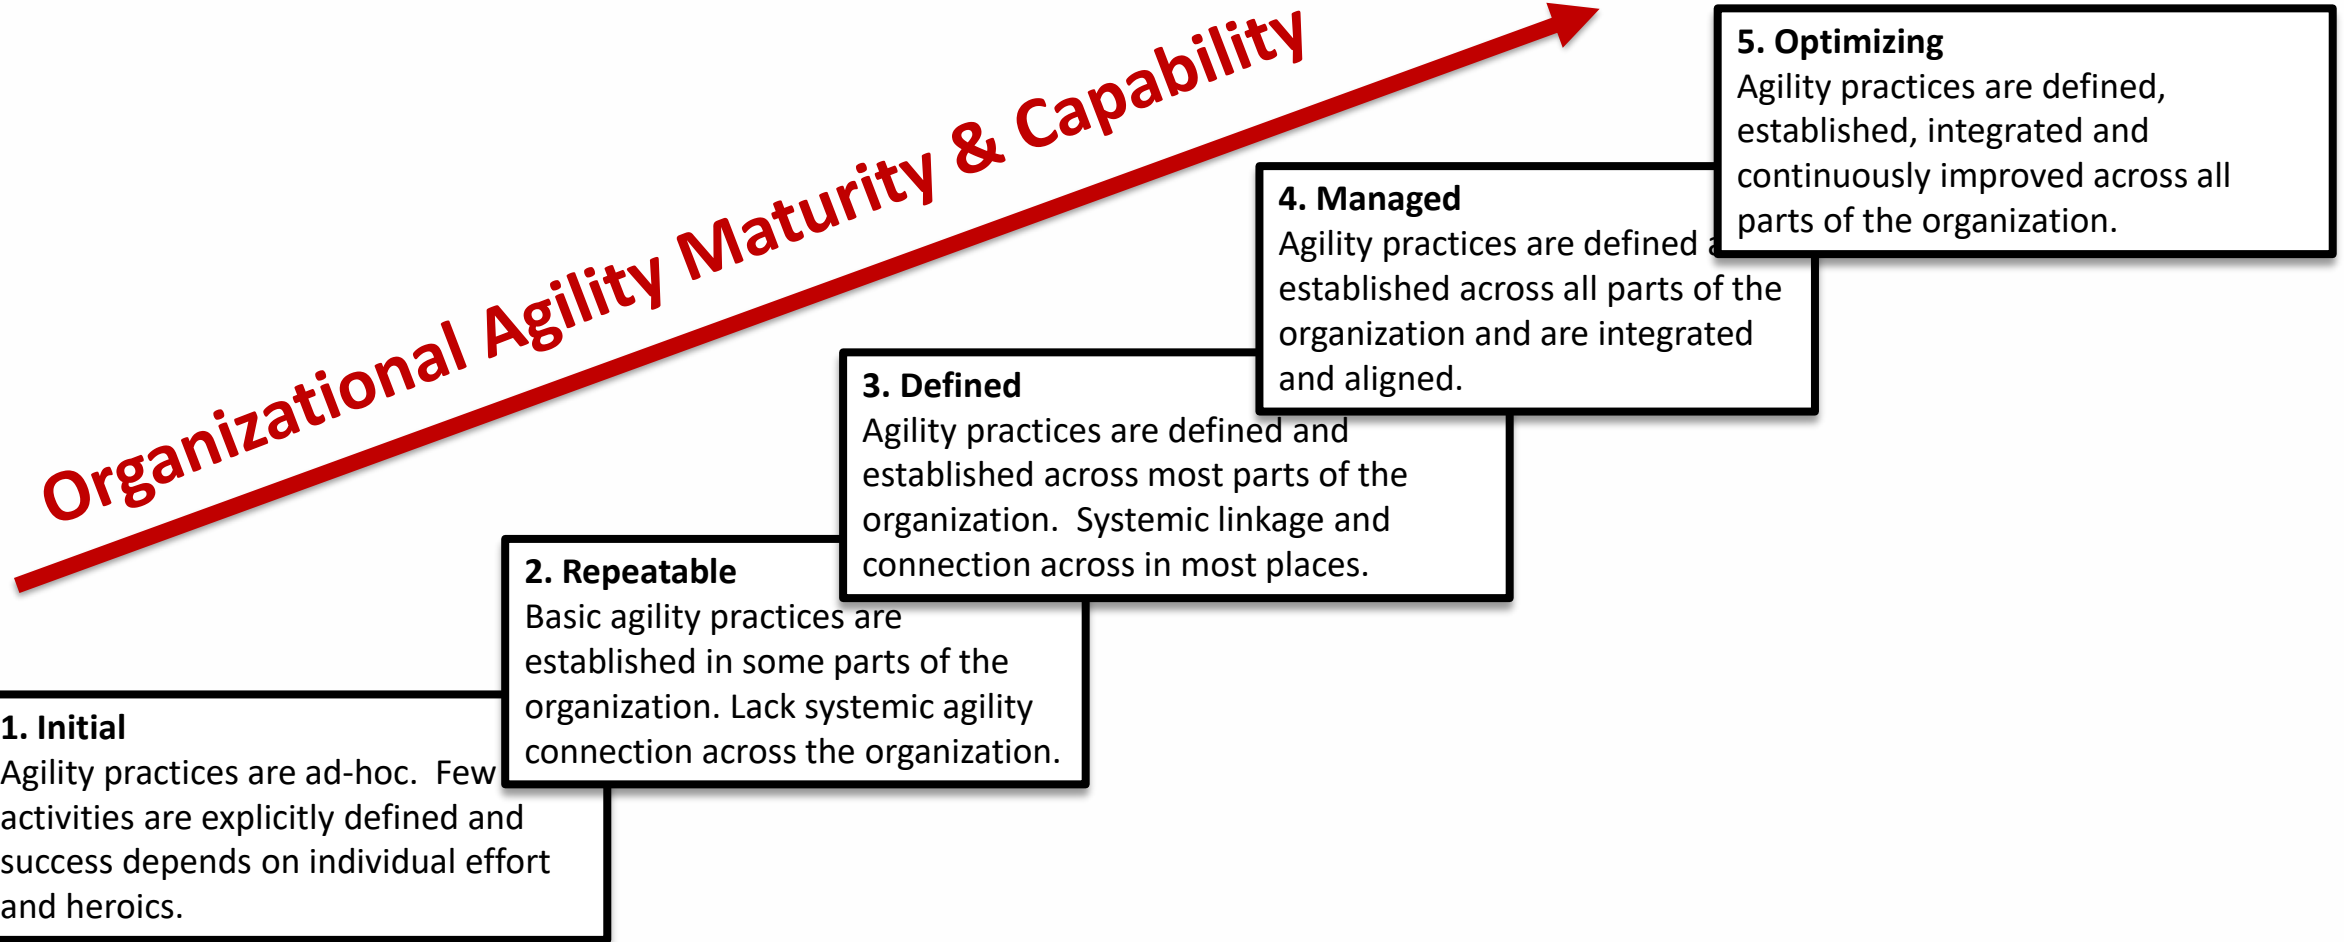 Organizational Agility Maturity & Capability
5. Optimizing
Agility practices are defined,
established, integrated and
continuously improved across all
parts of the organization.
4. Managed
Agility practices are defined
established across all parts of the
organization and are integrated
and aligned.
3. Defined
Agility practices are defined and
established across most parts of the
organization.  Systemic linkage and
connection across in most places.
2. Repeatable
Basic agility practices are
established in some parts of the
organization. Lack systemic agility
connection across the organization.
1. Initial
Agility practices are ad-hoc.  Few
activities are explicitly defined and
success depends on individual effort
and heroics.